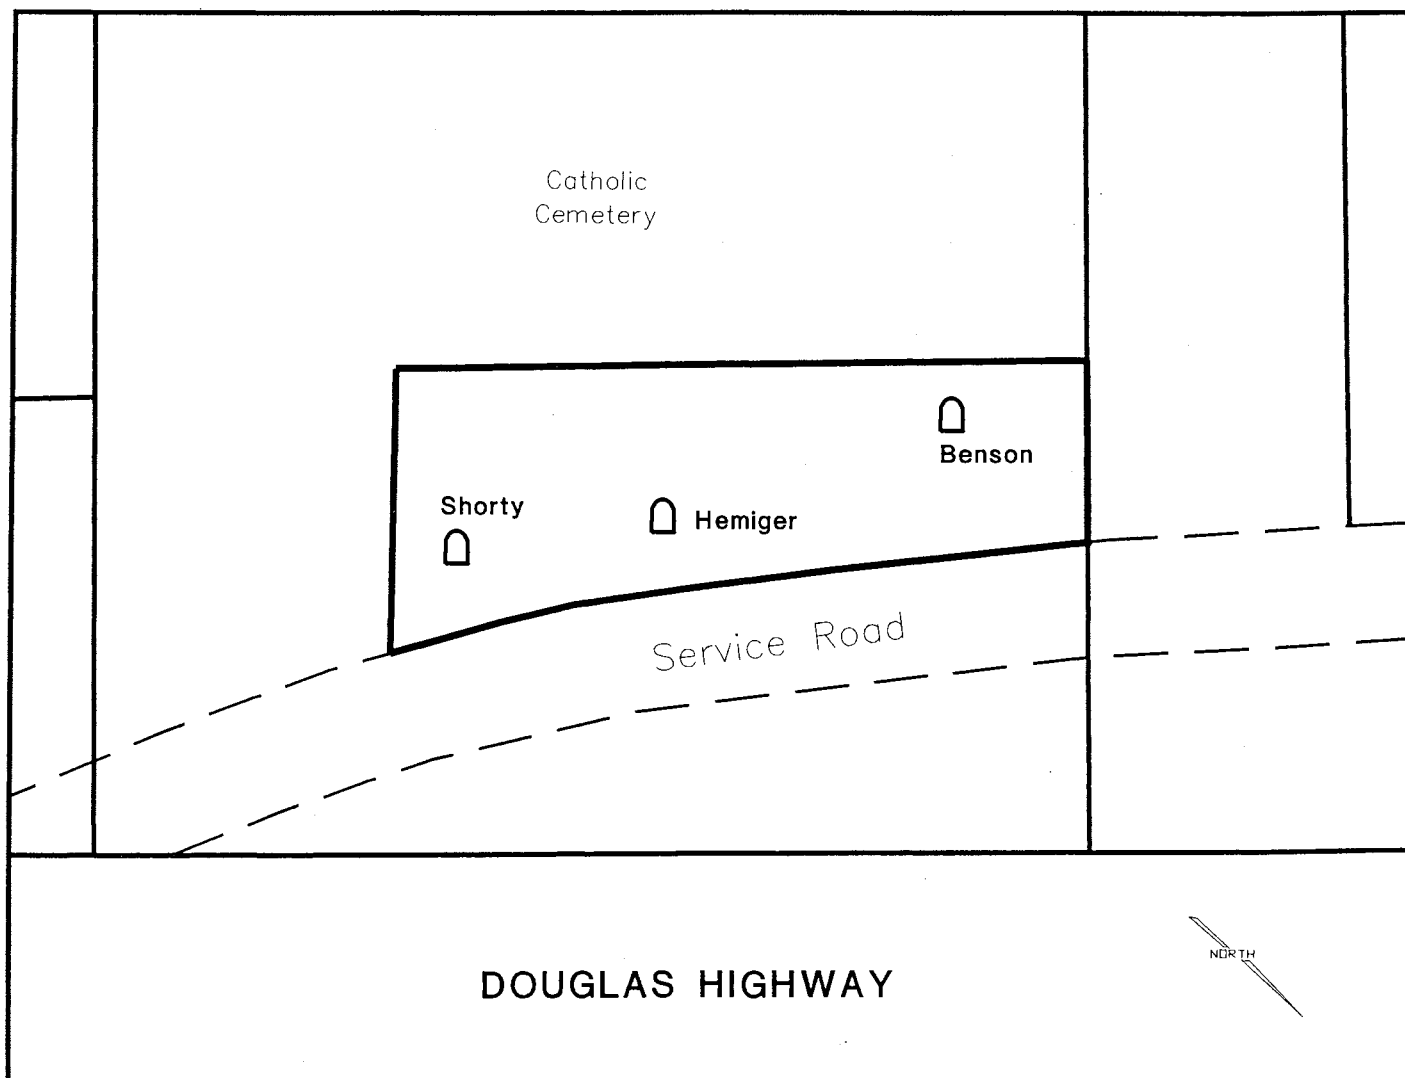 Catholic
Cemetery
Benson
Shorty
Hemiger
Service Road
NORTH
DOUGLAS HIGHWAY